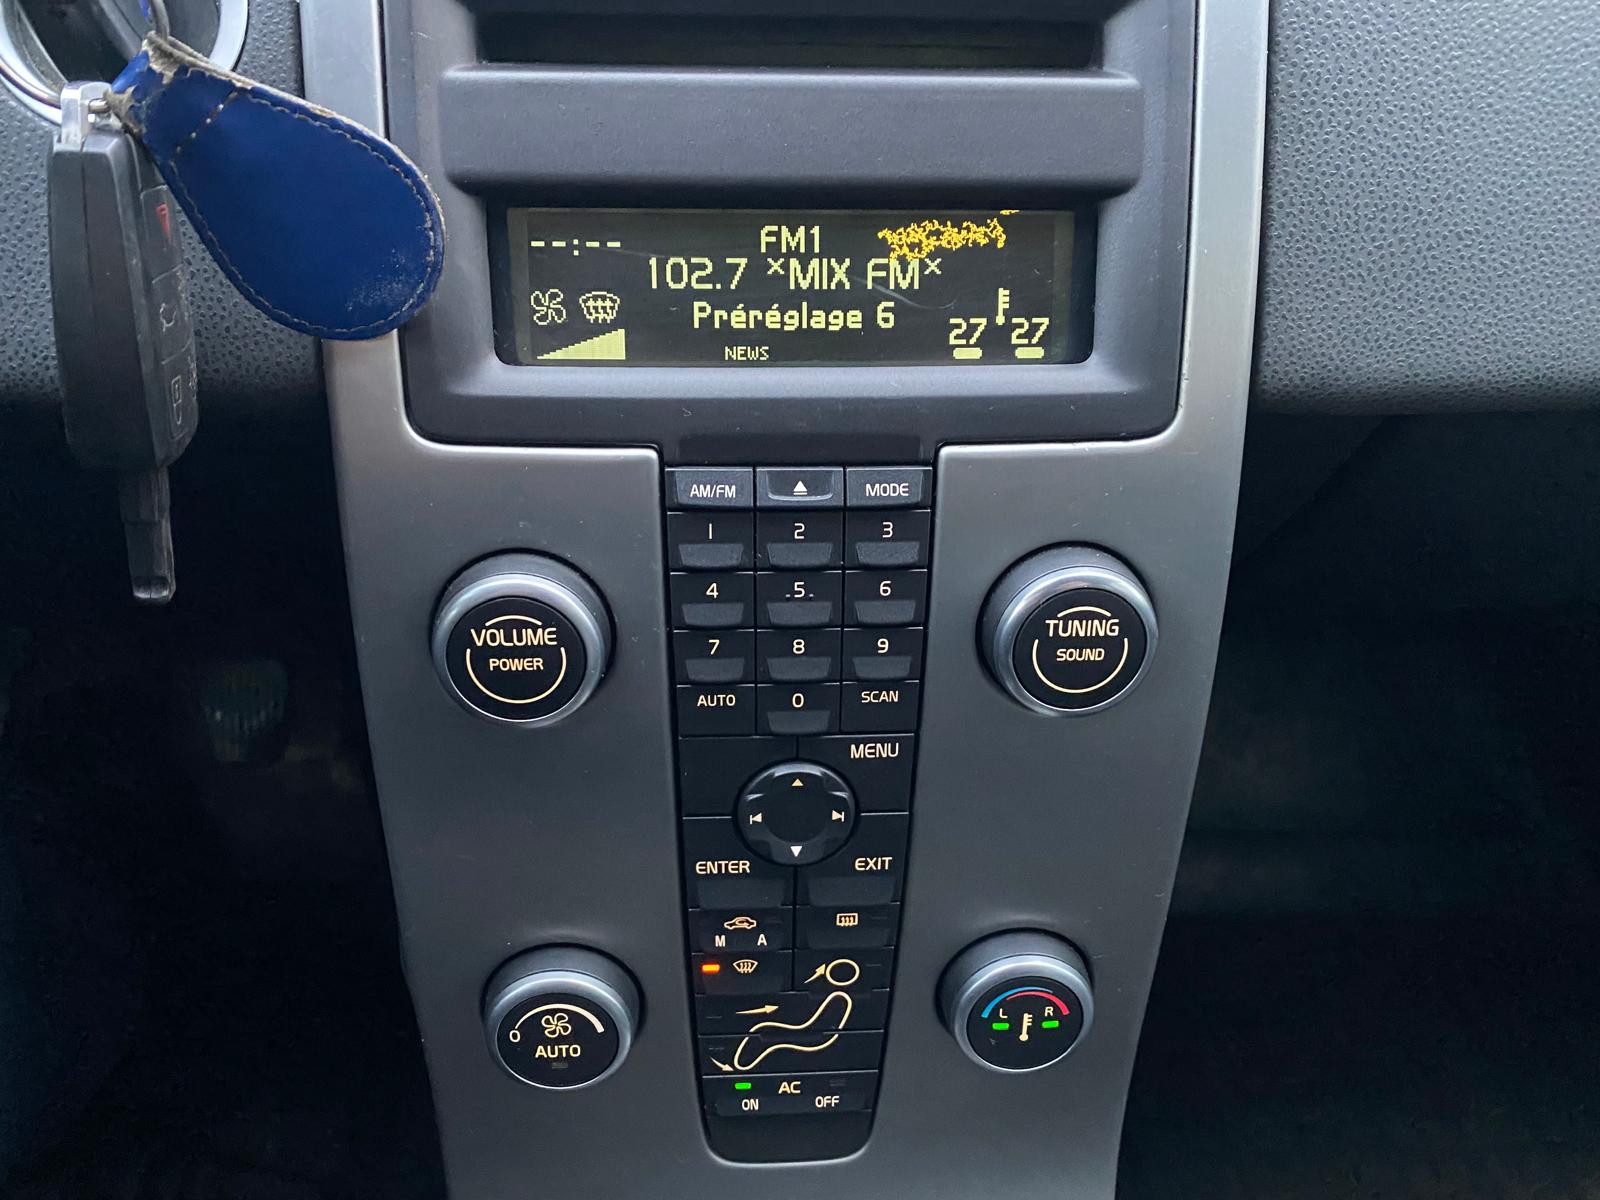 --:--
FM1
102.7 *MIX FM*
Préréglage 6
27 27
NEWS
AM/FM MODE
1 2 3
4 5 6
7 8 9
AUTO 0 SCAN
VOLUME
POWER
TUNING
SOUND
MENU
ENTER EXIT
M A
0
AUTO
L R
AC
ON OFF